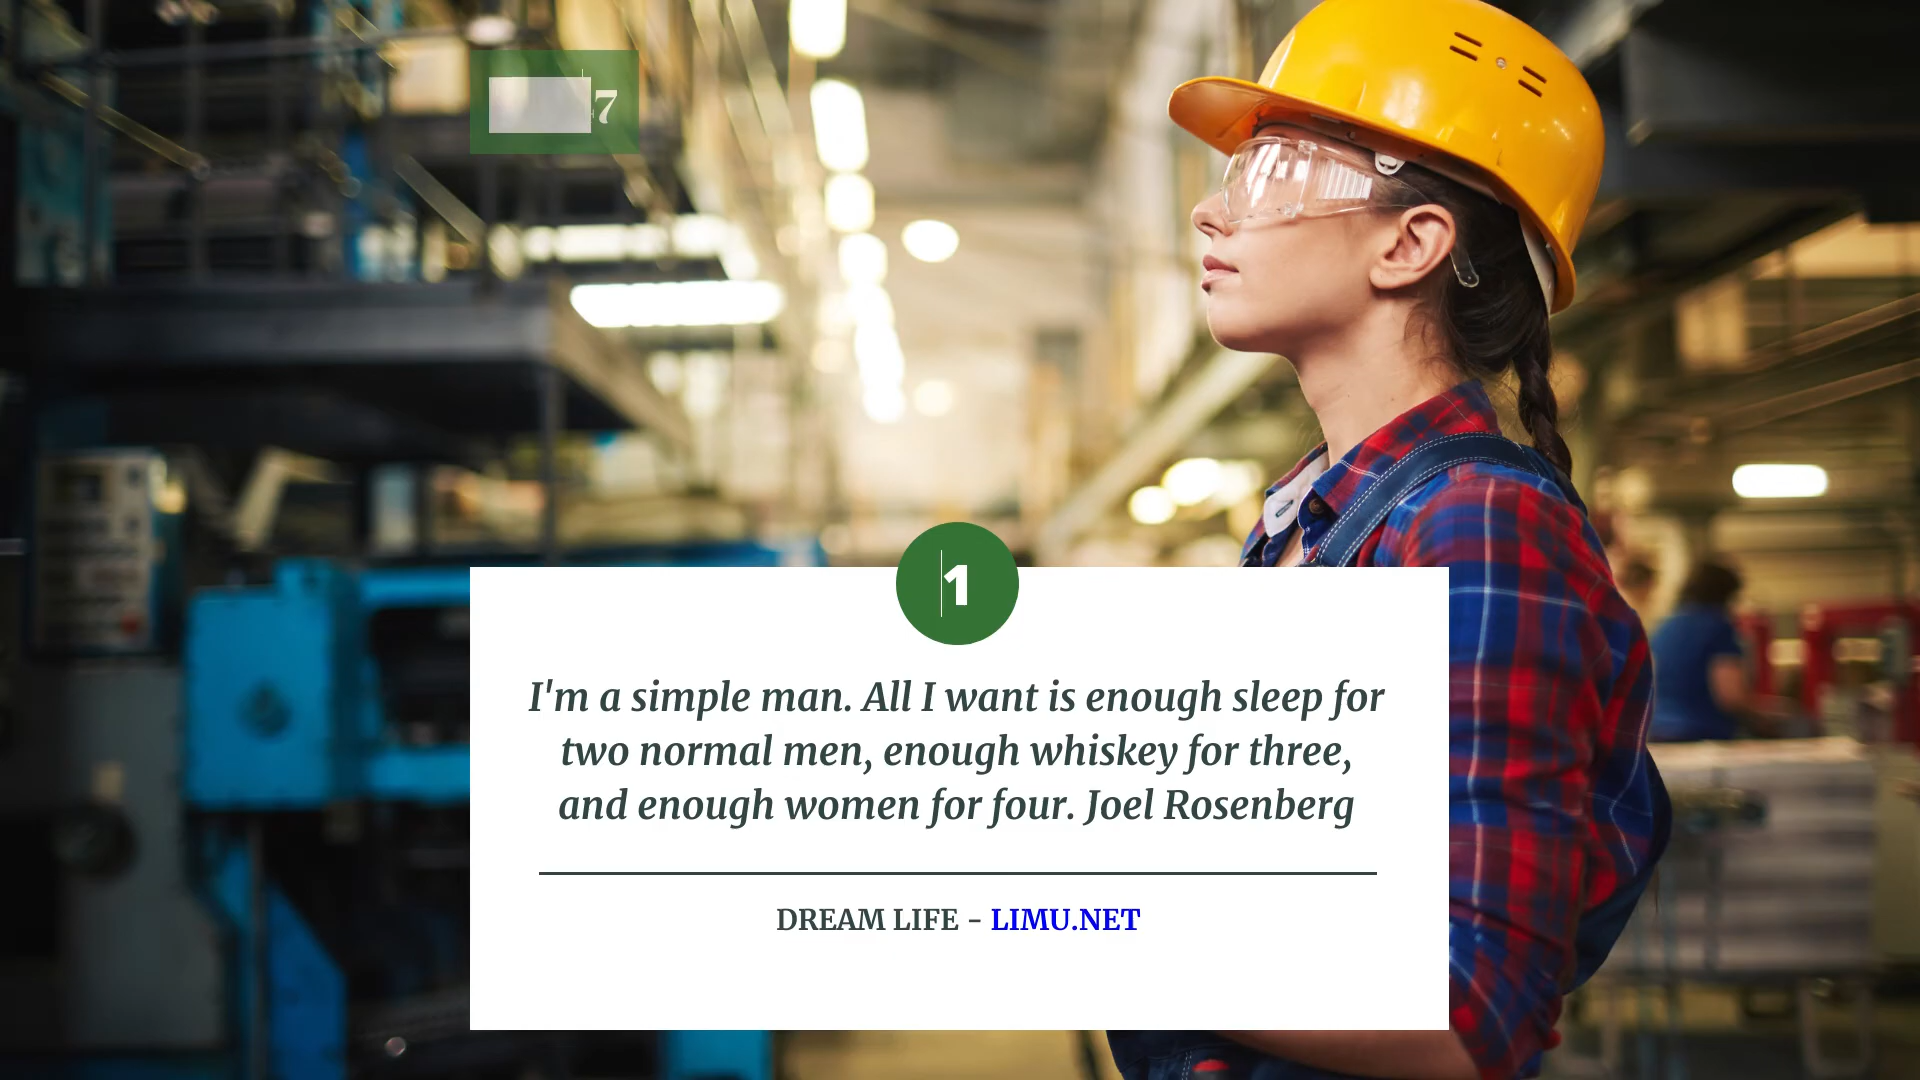 7
1
I'm a simple man. All I want is enough sleep for
two normal men, enough whiskey for three,
and enough women for four. Joel Rosenberg
DREAM LIFE - LIMU.NET